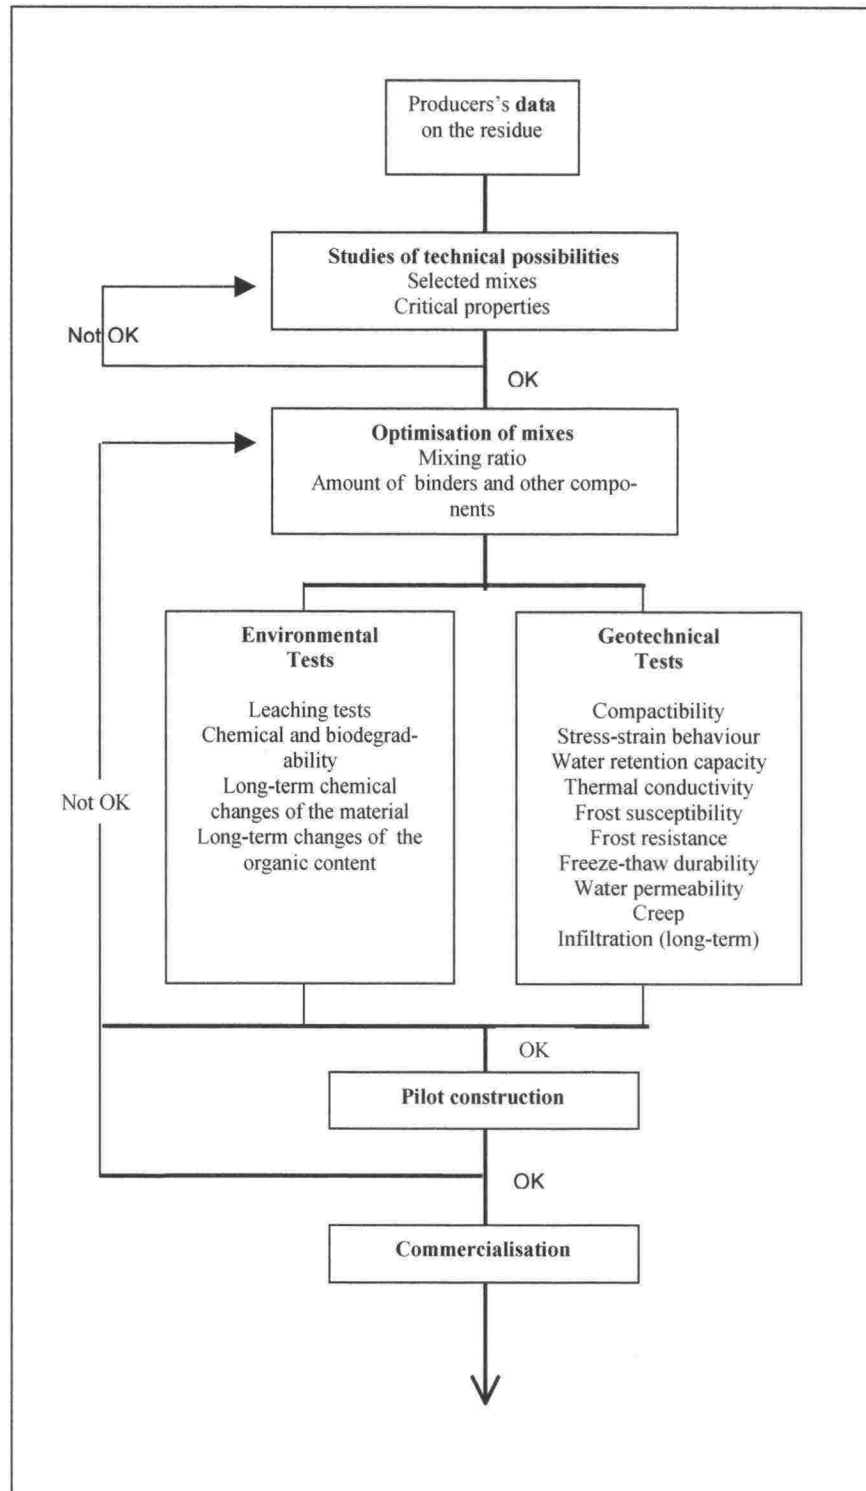 Producers's data
on the residue
Studies of technical possibilities
Selected mixes
Critical properties
Not OK
OK
Optimisation of mixes
Mixing ratio
Amount of binders and other compo-
nents
Environmental
Tests
Leaching tests
Chemical and biodegrad-
ability
Long-term chemical
changes of the material
Long-term changes of the
organic content
Geotechnical
Tests
Compactibility
Stress-strain behaviour
Water retention capacity
Thermal conductivity
Frost susceptibility
Frost resistance
Freeze-thaw durability
Water permeability
Creep
Infiltration (long-term)
Not OK
OK
Pilot construction
OK
Commercialisation